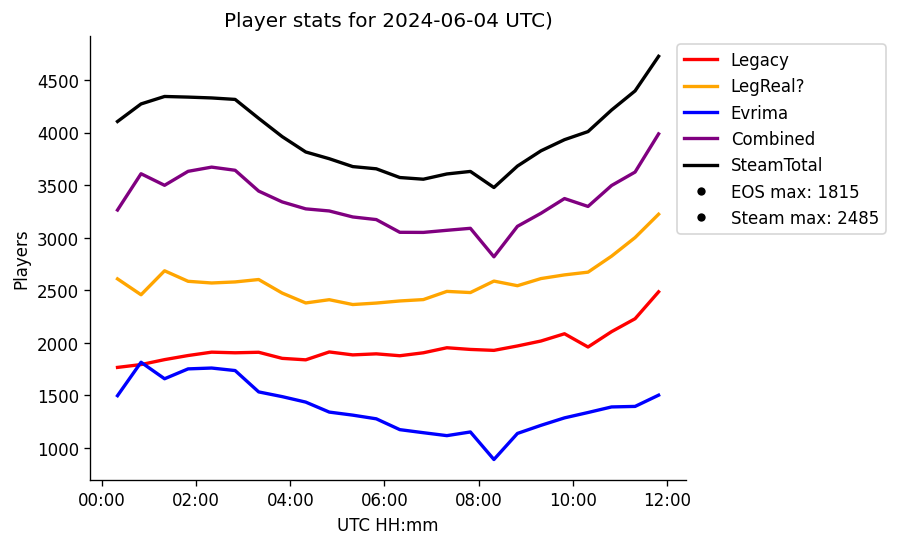 Player stats for 2024-06-04 UTC)
Legacy
LegReal?
Evrima
Combined
SteamTotal
EOS max: 1815
Steam max: 2485
Players
4500
4000
3500
3000
2500
2000
1500
1000
00:00 02:00 04:00 06:00 08:00 10:00 12:00
UTC HH:mm